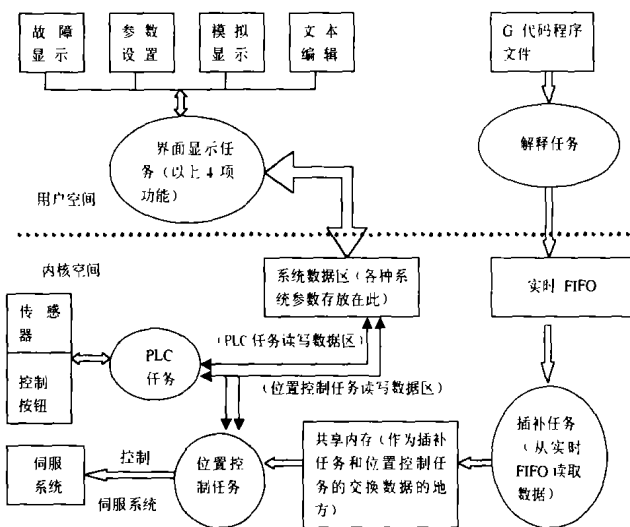 故障
显示
参数
设置
模拟
显示
文本
编辑
G 代码程序
文件
界面显示任
务(以上 4 项
功能)
解释任务
用户空间
内核空间
系统数据区(各种系
统参数存放在此)
实时 FIFO
传感
器
控制
按钮
PLC
任务
(PLC 任务读写数据区)
(位置控制任务读写数据区)
伺服
系统
控制
伺服系统
位置控
制任务
共享内存(作为插补
任务和位置控制任
务的交换数据的地
方)
插补任务
(从实时
FIFO 读取
数据)